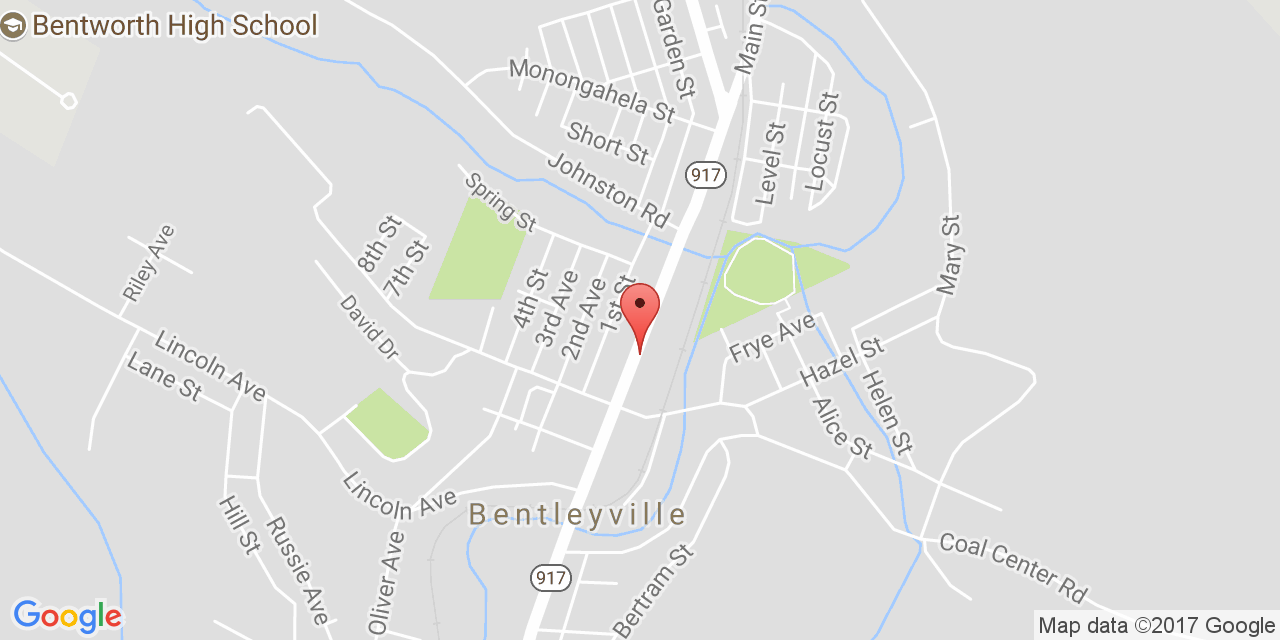 Bentworth High School
Garden St
Main St
Monongahela St
Short St
Johnston Rd
917
Level St
Locust St
Spring St
8th St
7th St
Riley Ave
Mary St
4th St
3rd Ave
2nd Ave
1st St
David Dr
Lincoln Ave
Lane St
Frye Ave
Hazel St
Helen St
Alice St
Lincoln Ave
Bentleyville
Hill St
Russie Ave
Oliver Ave
917
Bertram St
Coal Center Rd
Google
Map data ©2017 Google